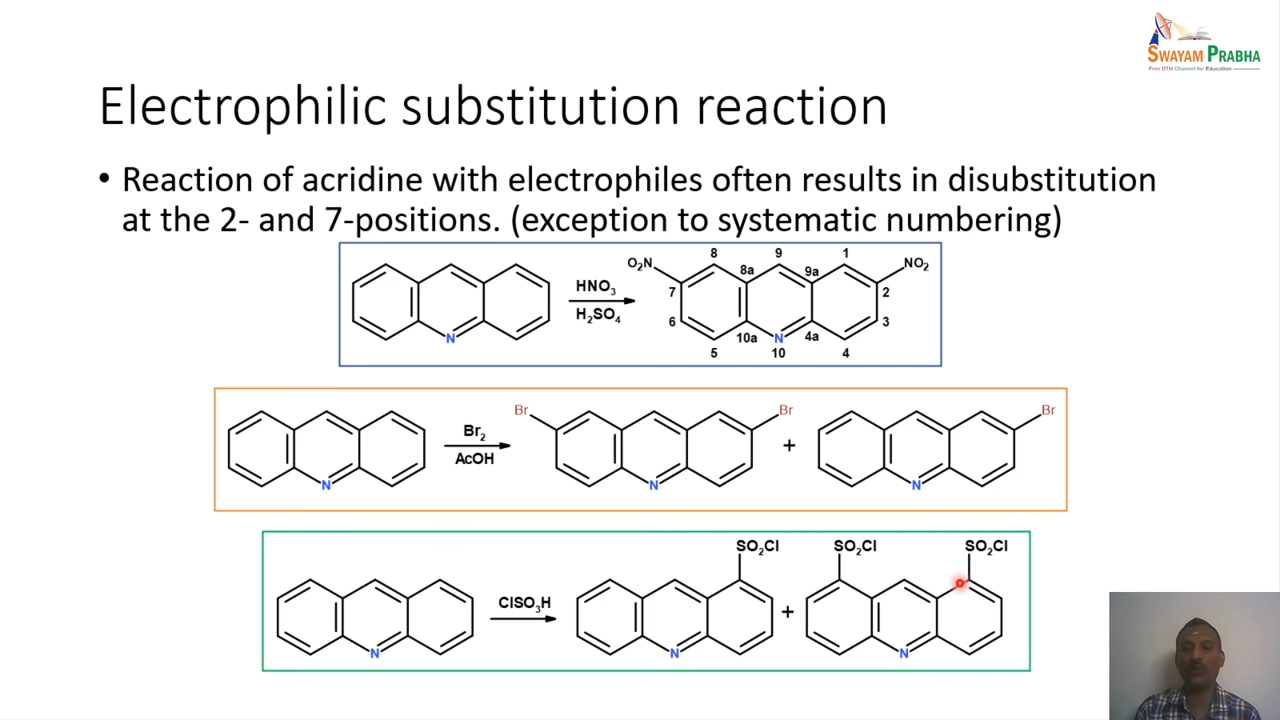 SWAYAM PRABHA
Free DTH Channel for Education
Electrophilic substitution reaction
• Reaction of acridine with electrophiles often results in disubstitution
at the 2- and 7-positions. (exception to systematic numbering)
O₂N 8 9 1 NO₂
8a 9a
HNO₃ 7 2
H₂SO₄ 6 3
N 10a N 4a
5 10 4
Br Br Br
Br₂ +
AcOH
N N N
SO₂Cl SO₂Cl SO₂Cl
ClSO₃H +
N N N